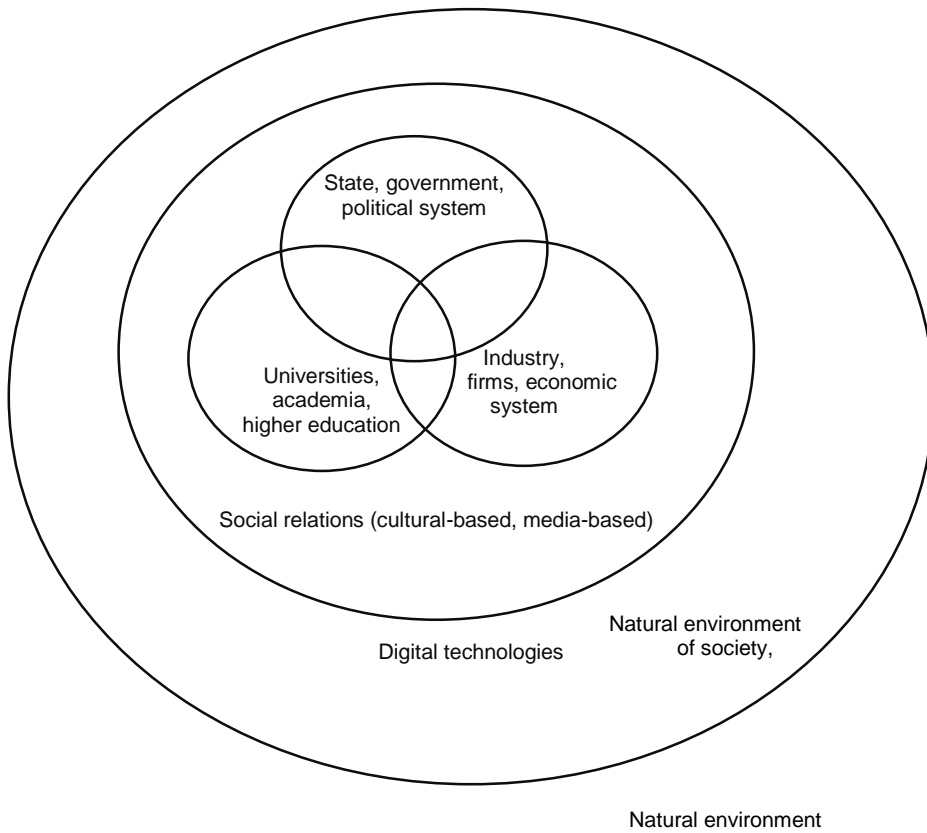 State, government,
political system
Universities,
academia,
higher education
Industry,
firms, economic
system
Social relations (cultural-based, media-based)
Digital technologies
Natural environment
of society,
Natural environment